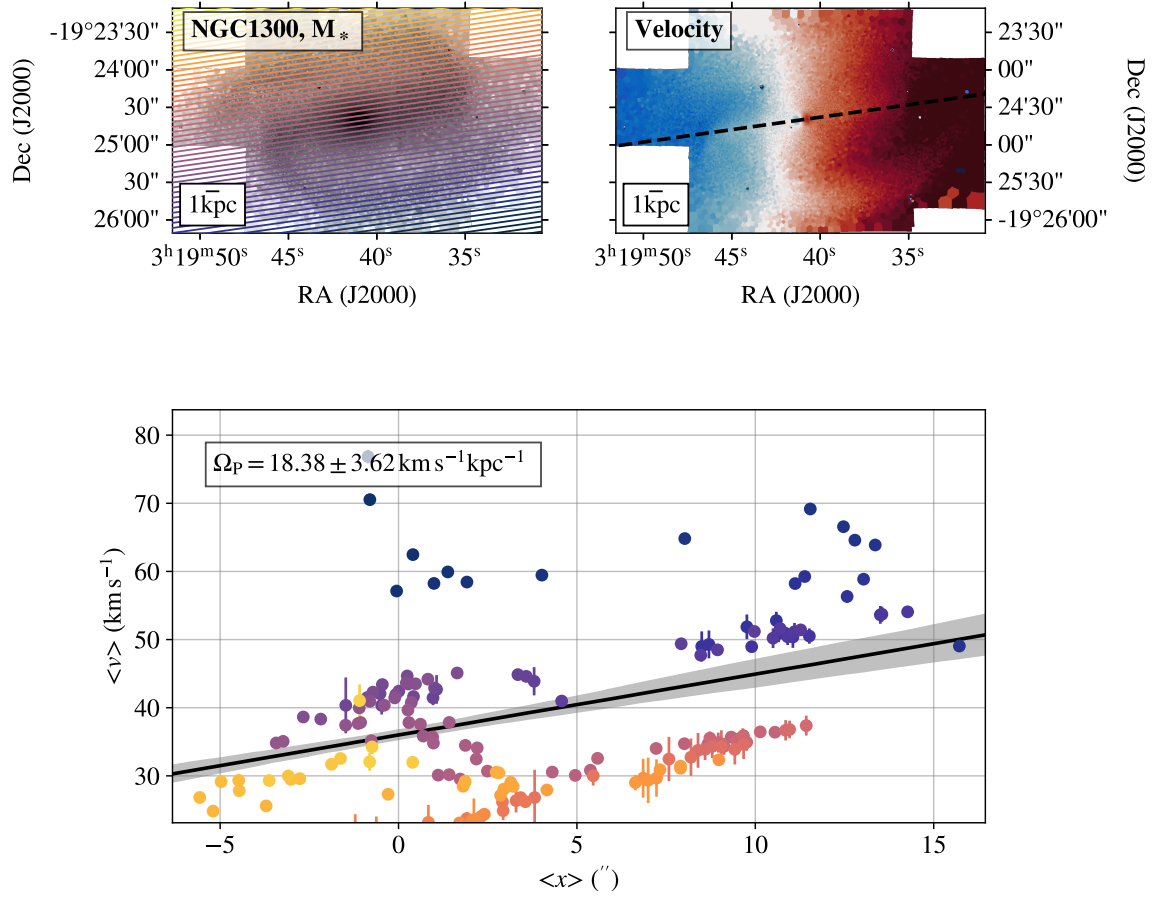 NGC1300, M*
Velocity
-19°23'30"
24'00"
30"
25'00"
30"
26'00"
Dec (J2000)
1kpc
3ʰ19ᵐ50ˢ 45ˢ 40ˢ 35ˢ
RA (J2000)
23'30"
00"
24'30"
00"
25'30"
-19°26'00"
Dec (J2000)
1kpc
3ʰ19ᵐ50ˢ 45ˢ 40ˢ 35ˢ
RA (J2000)
Ω_P = 18.38 ± 3.62 km s⁻¹kpc⁻¹
80
70
60
50
40
30
<v> (km s⁻¹)
−5 0 5 10 15
<x> (′′)